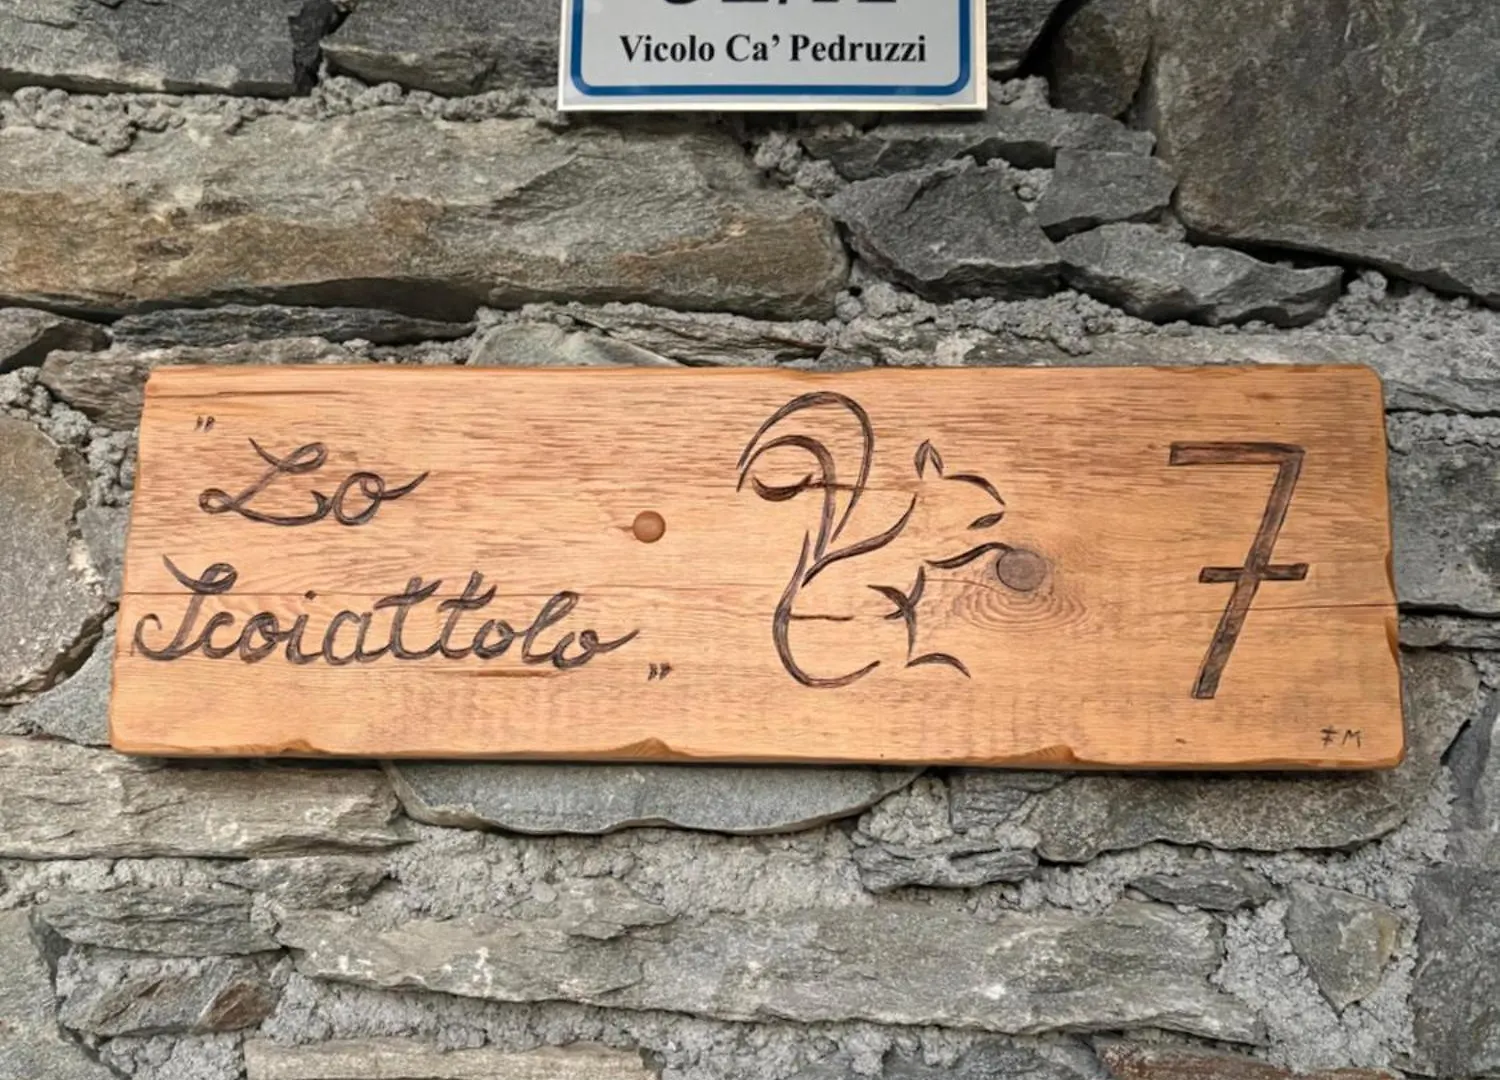 Vicolo Ca’ Pedruzzi
"Lo
Scoiattolo"
7
FM